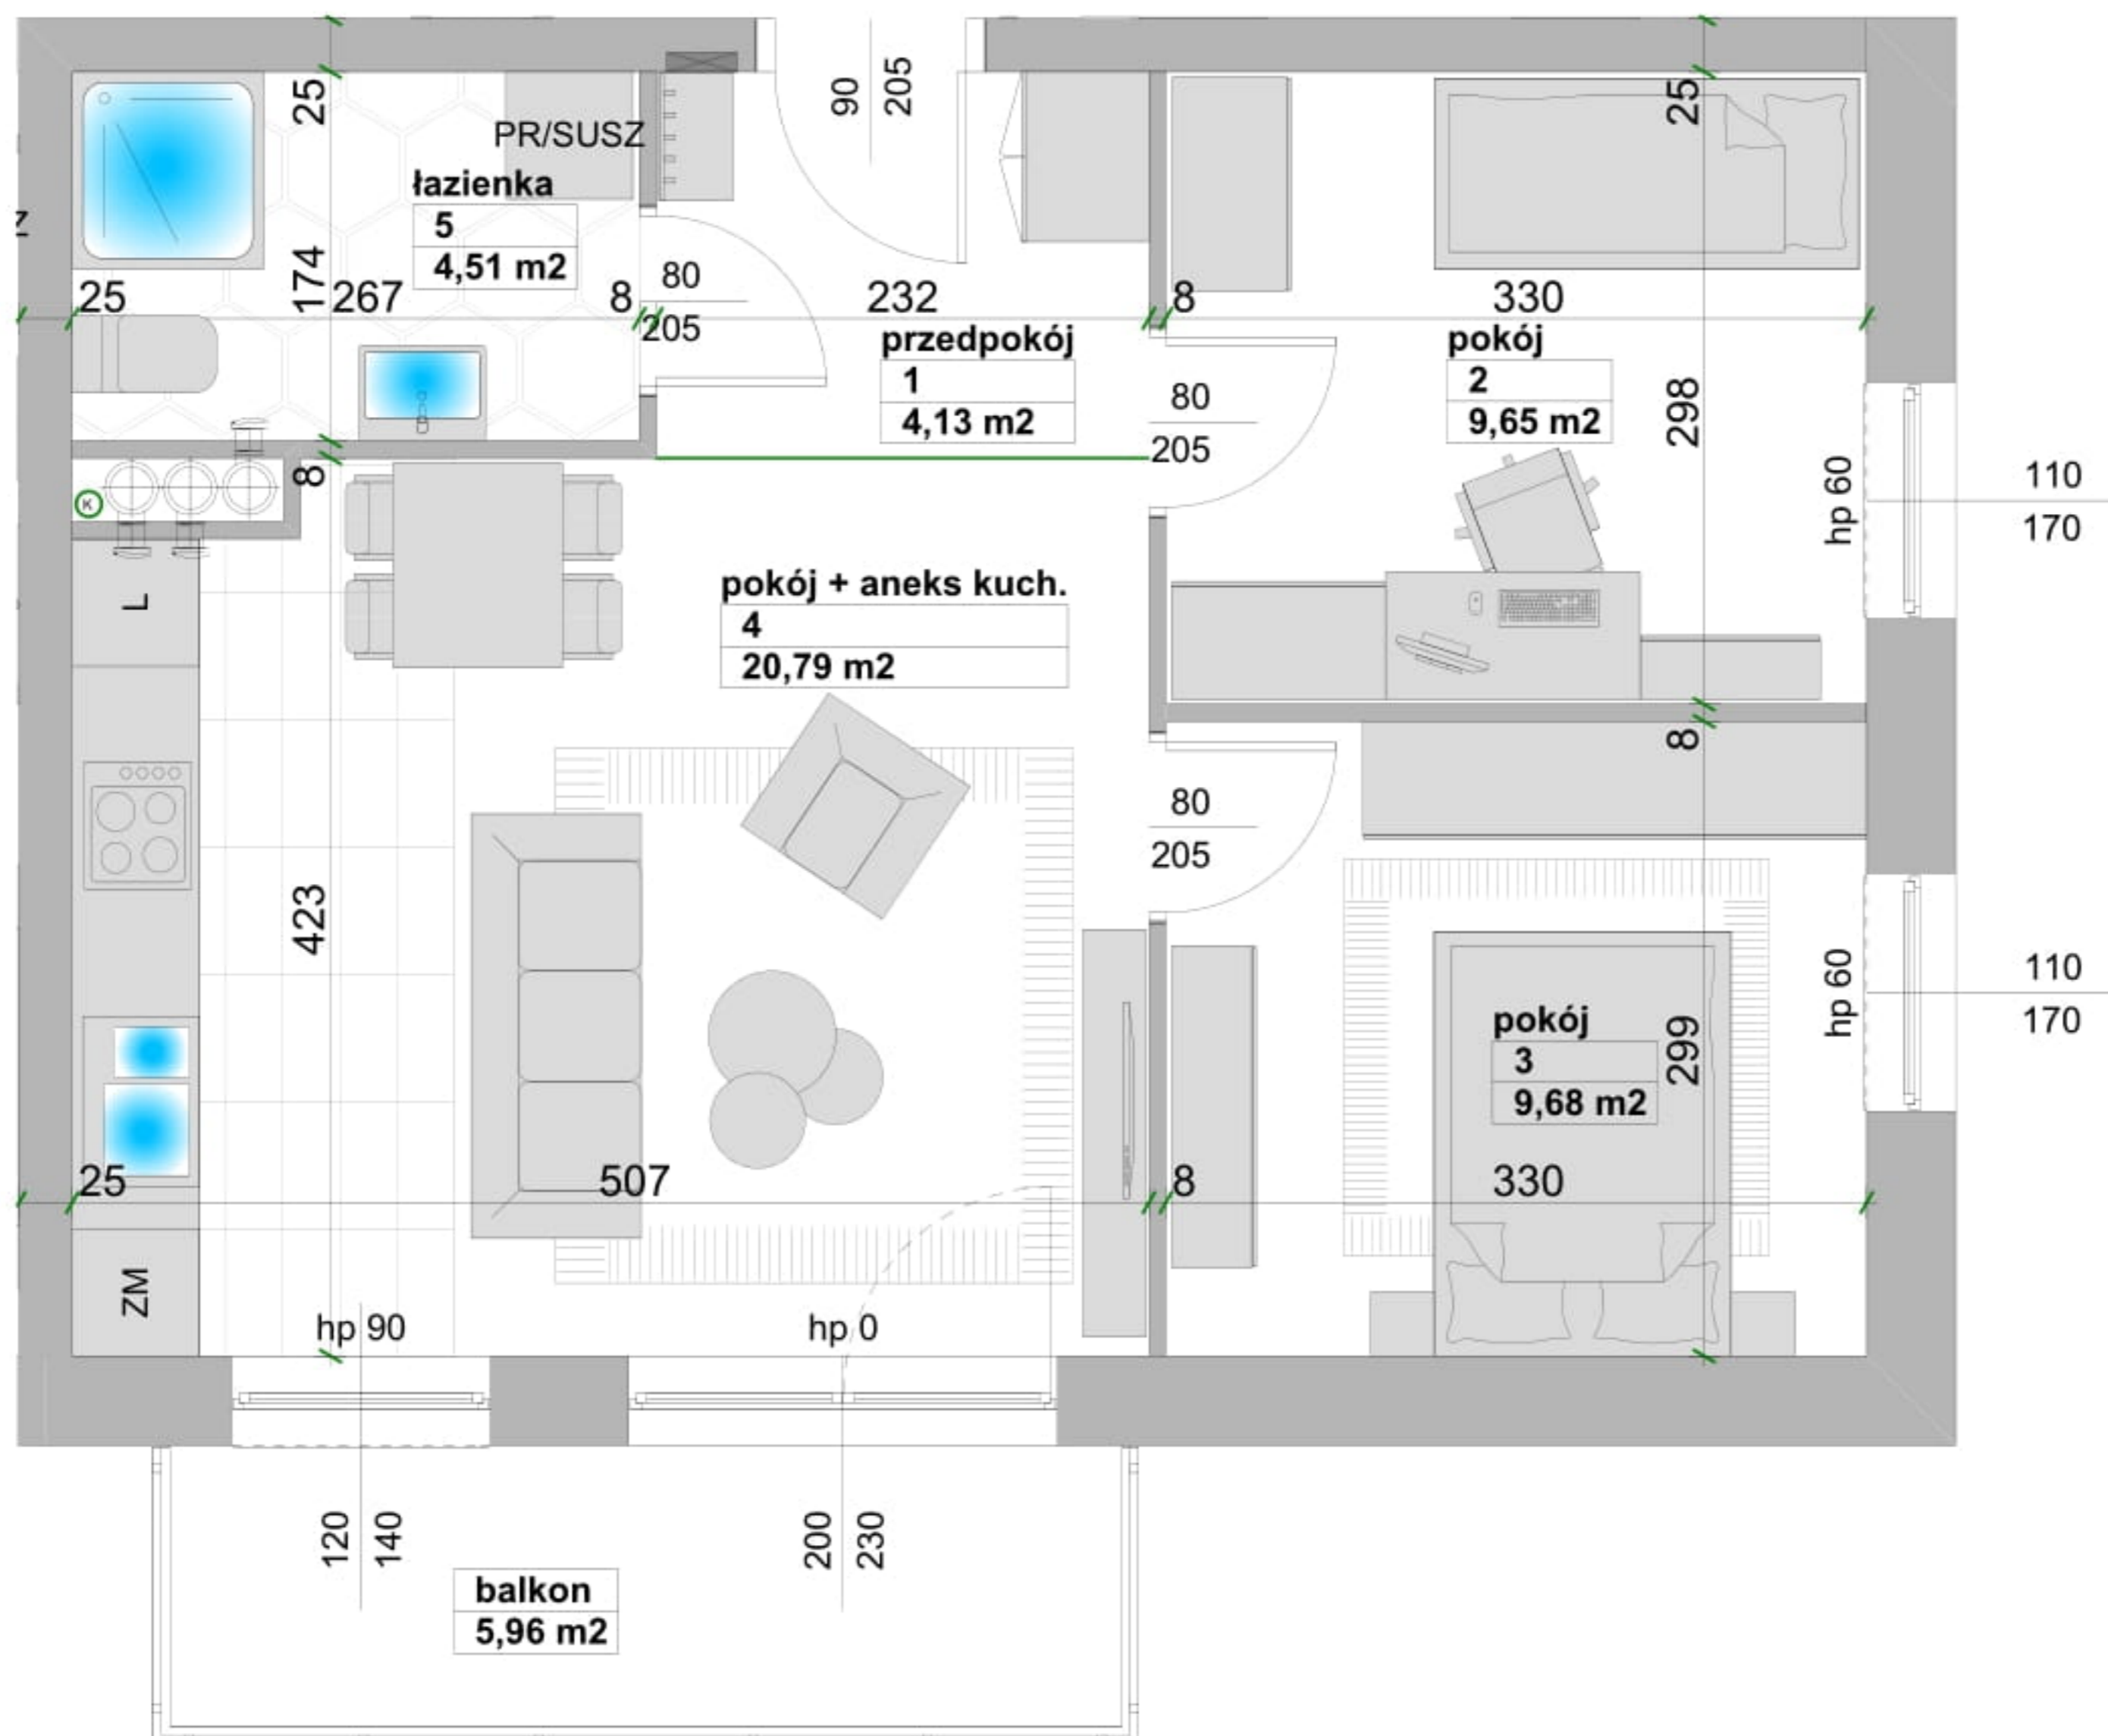 90
205
25
25
PR/SUSZ
łazienka
5
4,51 m2
Z
174
25
267
8
80
205
232
8
330
przedpokój
1
4,13 m2
pokój
2
9,65 m2
298
80
205
8
K
hp 60
110
170
L
pokój + aneks kuch.
4
20,79 m2
8
80
205
423
hp 60
110
170
pokój
3
9,68 m2
299
25
507
8
330
ZM
hp 90
hp 0
120
140
200
230
balkon
5,96 m2